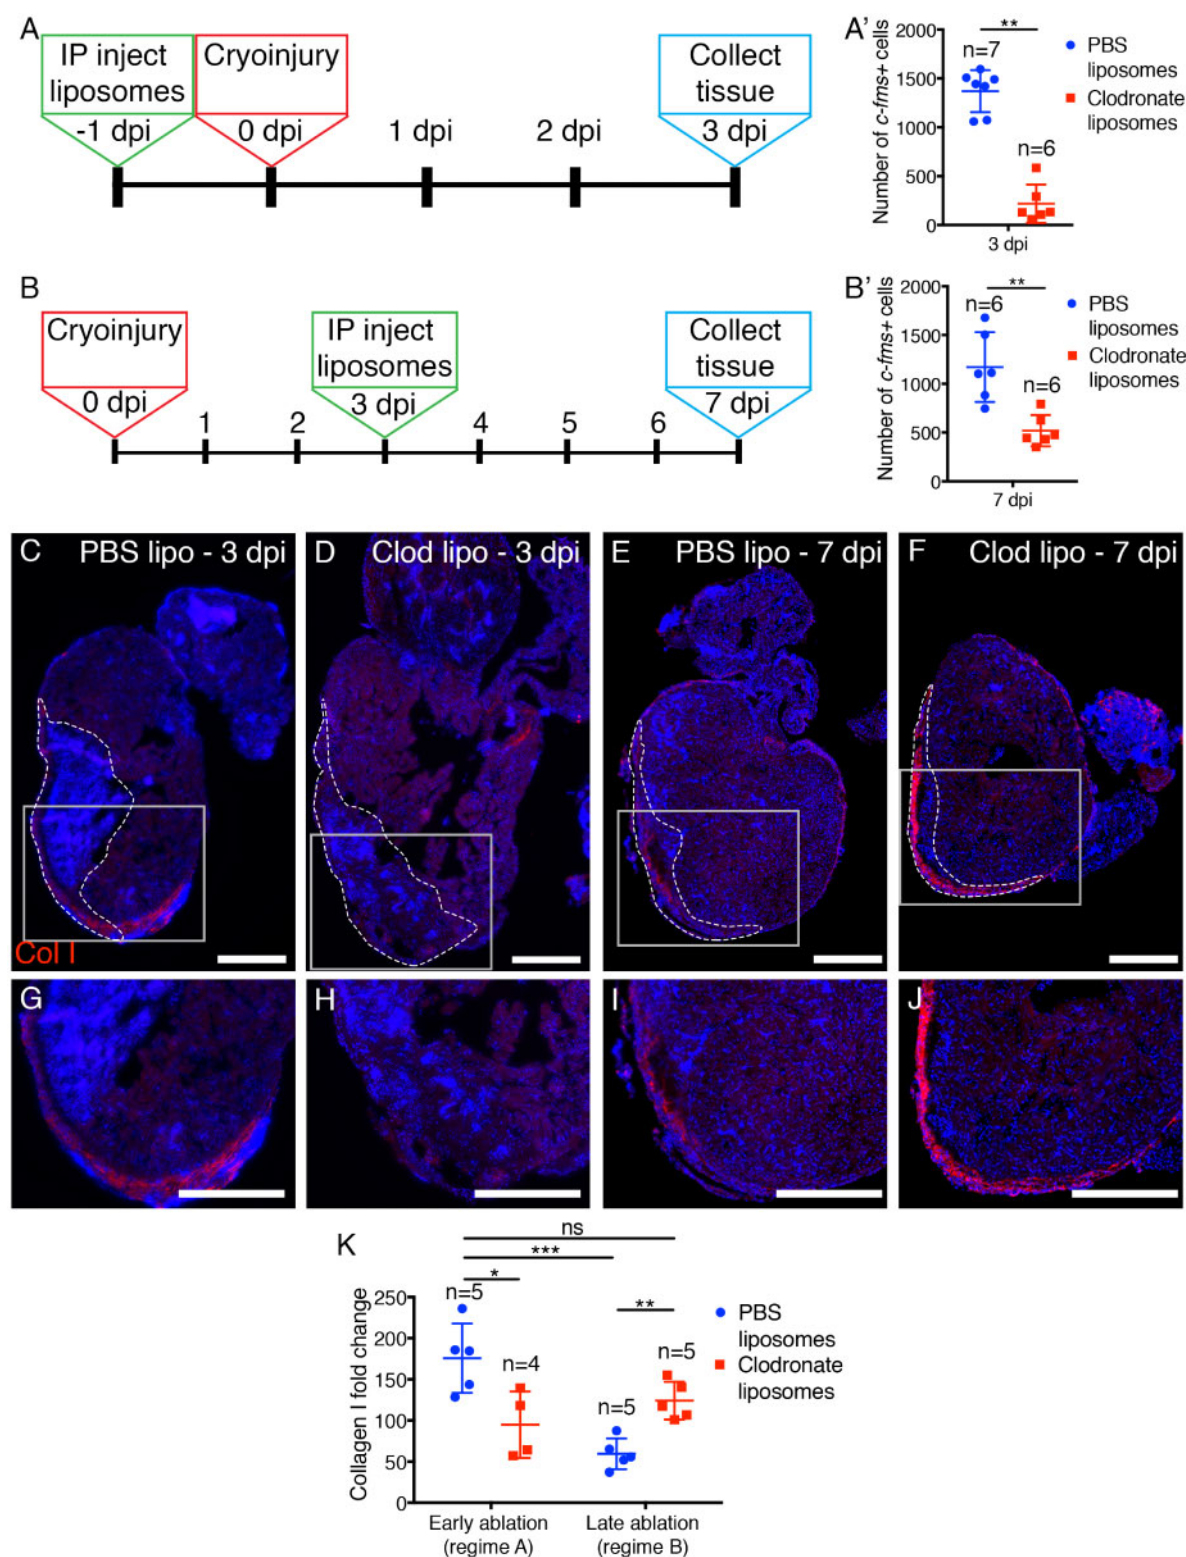 A
IP inject
liposomes
-1 dpi
Cryoinjury
0 dpi
1 dpi
2 dpi
Collect
tissue
3 dpi
A'
Number of c-fms+ cells
2000
1500
1000
500
0
n=7
**
n=6
3 dpi
PBS
liposomes
Clodronate
liposomes
B
Cryoinjury
0 dpi
1
2
IP inject
liposomes
3 dpi
4
5
6
Collect
tissue
7 dpi
B'
Number of c-fms+ cells
2000
1500
1000
500
0
n=6
**
n=6
7 dpi
PBS
liposomes
Clodronate
liposomes
C PBS lipo - 3 dpi
D Clod lipo - 3 dpi
E PBS lipo - 7 dpi
F Clod lipo - 7 dpi
Col I
G
H
I
J
K
ns
***
*
**
Collagen I fold change
250
200
150
100
50
0
n=5
n=4
n=5
n=5
Early ablation
(regime A)
Late ablation
(regime B)
PBS
liposomes
Clodronate
liposomes